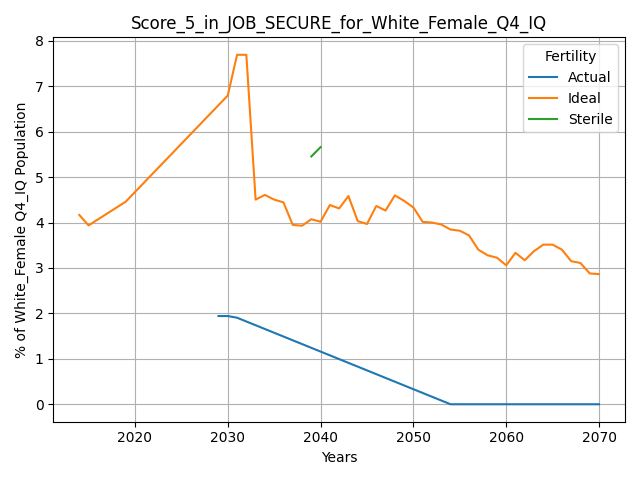 Score_5_in_JOB_SECURE_for_White_Female_Q4_IQ
% of White_Female Q4_IQ Population
8
7
6
5
4
3
2
1
0
Fertility
Actual
Ideal
Sterile
2020 2030 2040 2050 2060 2070
Years